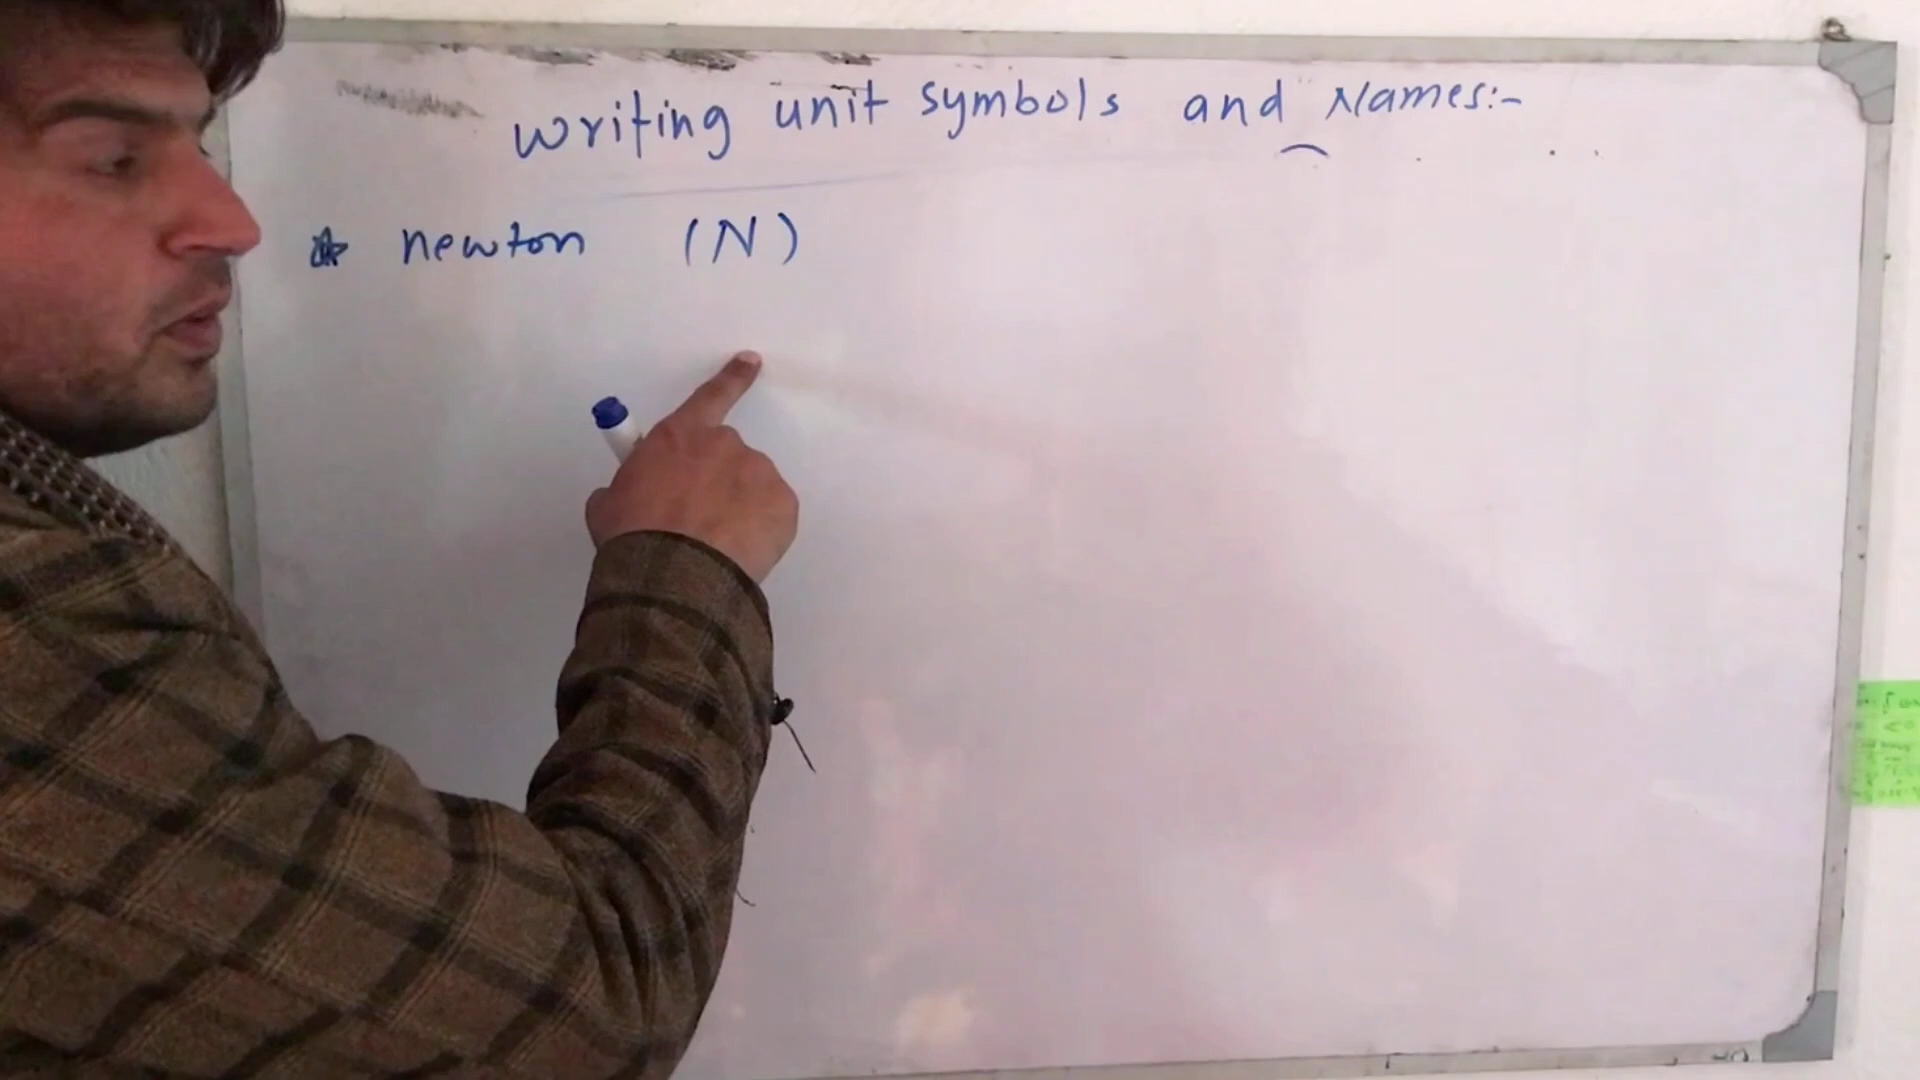 writing unit symbols and Names:-
☆ newton (N)